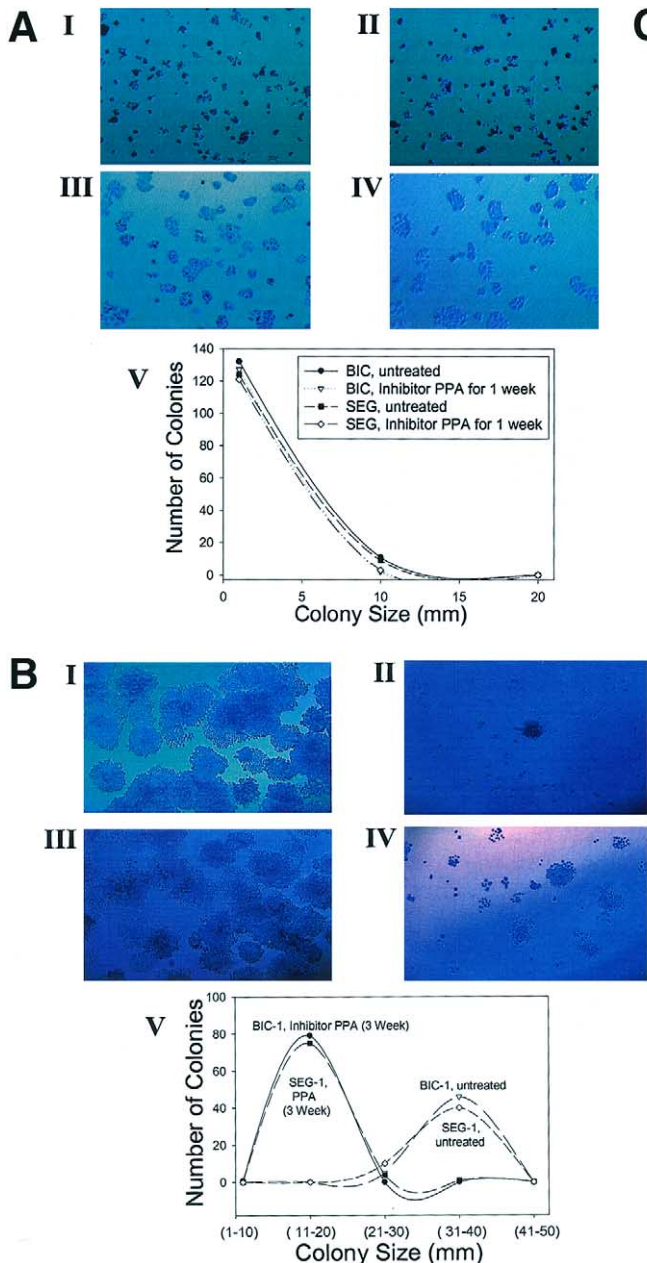 A
I
II
C
III
IV
V
Number of Colonies
140
120
100
80
60
40
20
0
BIC, untreated
BIC, Inhibitor PPA for 1 week
SEG, untreated
SEG, Inhibitor PPA for 1 week
0 5 10 15 20
Colony Size (mm)
B
I
II
III
IV
V
Number of Colonies
100
80
60
40
20
0
BIC-1, Inhibitor PPA (3 Week)
SEG-1,
PPA
(3 Week)
BIC-1, untreated
SEG-1,
untreated
(1-10) ( 11-20) (21-30) ( 31-40) (41-50)
Colony Size (mm)